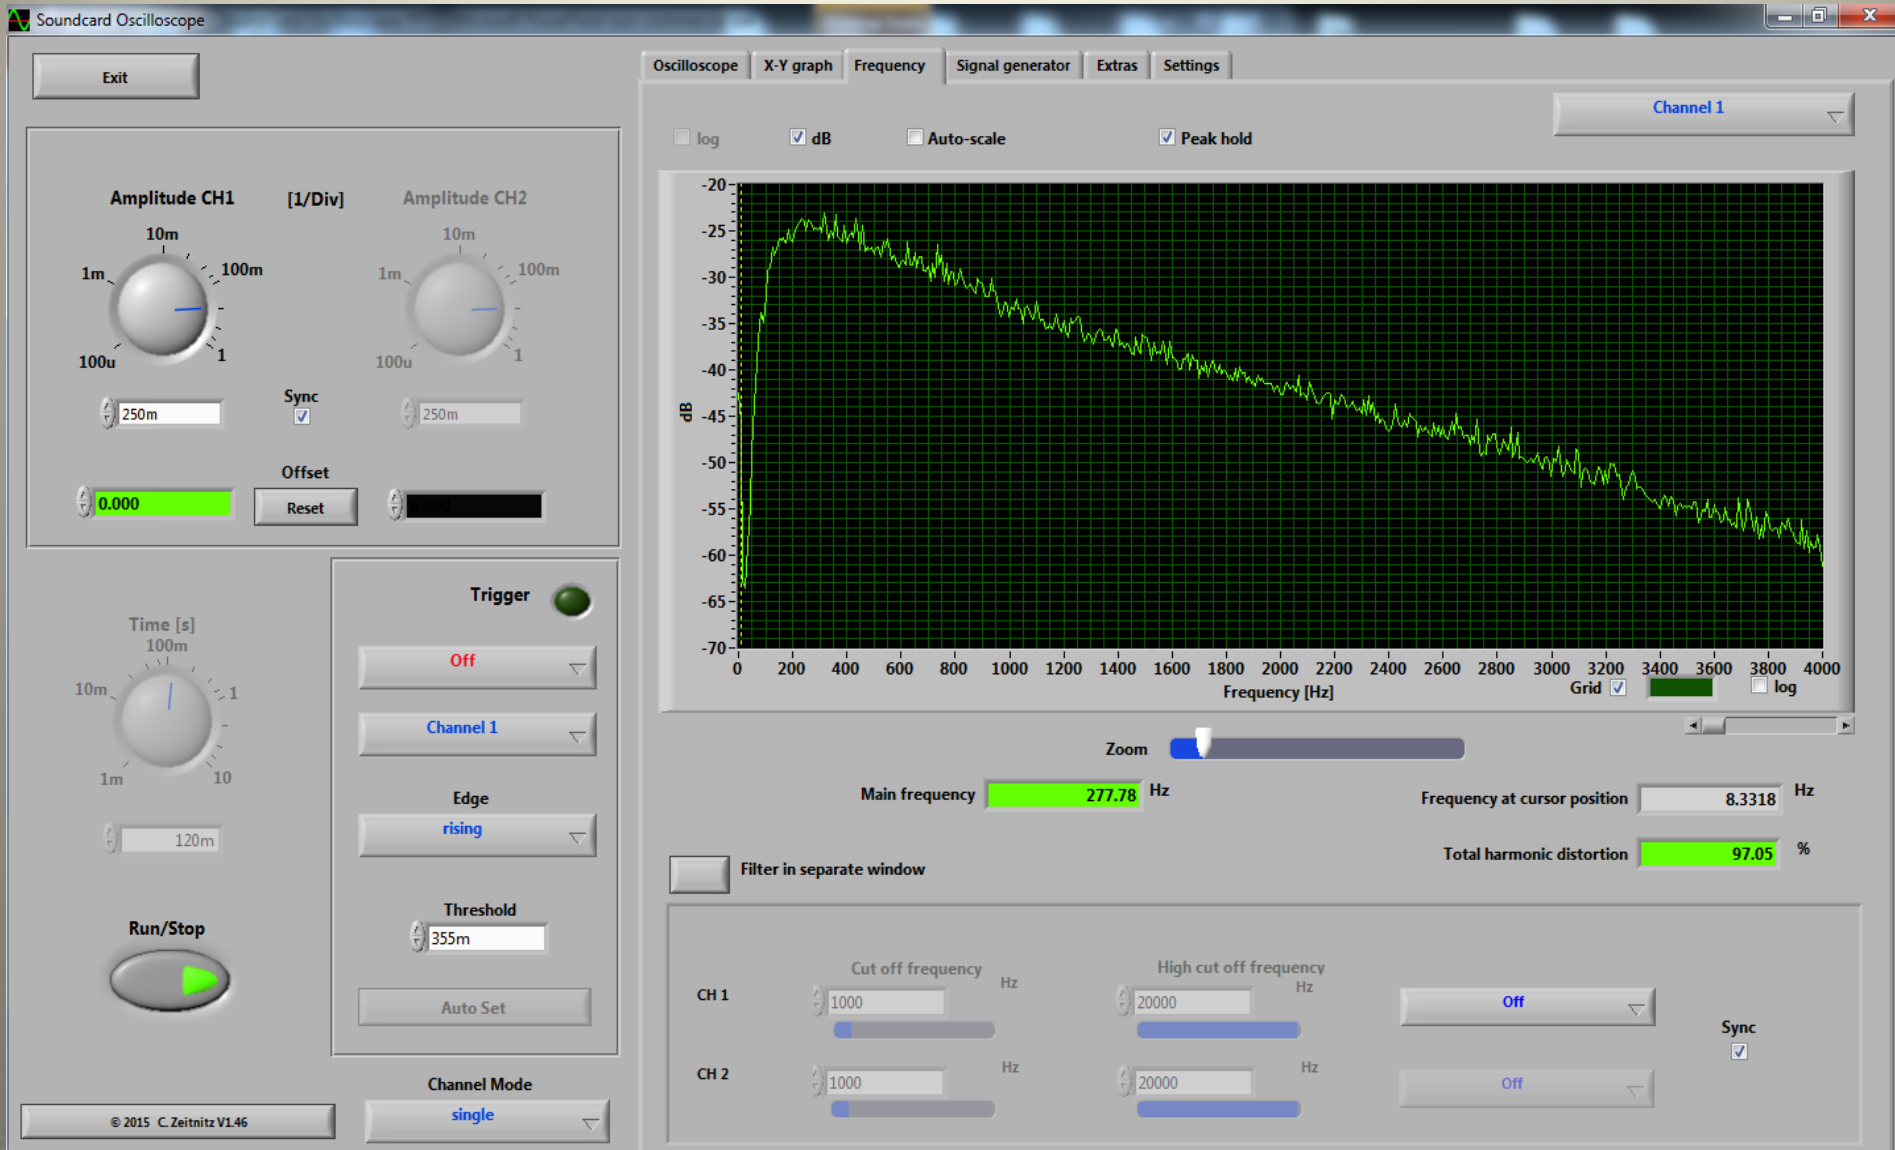 Soundcard Oscilloscope
Exit
Amplitude CH1
[1/Div]
Amplitude CH2
10m
1m
100m
100u
1
10m
1m
100m
100u
1
250m
Sync
250m
Offset
0.000
Reset
0.000
Time [s]
100m
10m
1
1m
10
120m
Run/Stop
Trigger
Off
Channel 1
Edge
rising
Threshold
355m
Auto Set
Channel Mode
single
© 2015 C. Zeitnitz V1.46
Oscilloscope X-Y graph Frequency Signal generator Extras Settings
Channel 1
log dB Auto-scale Peak hold
-20
-25
-30
-35
-40
-45
-50
-55
-60
-65
-70
dB
0 200 400 600 800 1000 1200 1400 1600 1800 2000 2200 2400 2600 2800 3000 3200 3400 3600 3800 4000
Frequency [Hz]
Grid log
Zoom
Main frequency 277.78 Hz
Frequency at cursor position 8.3318 Hz
Total harmonic distortion 97.05 %
Filter in separate window
Cut off frequency
High cut off frequency
CH 1 1000 Hz 20000 Hz Off
Sync
CH 2 1000 Hz 20000 Hz Off